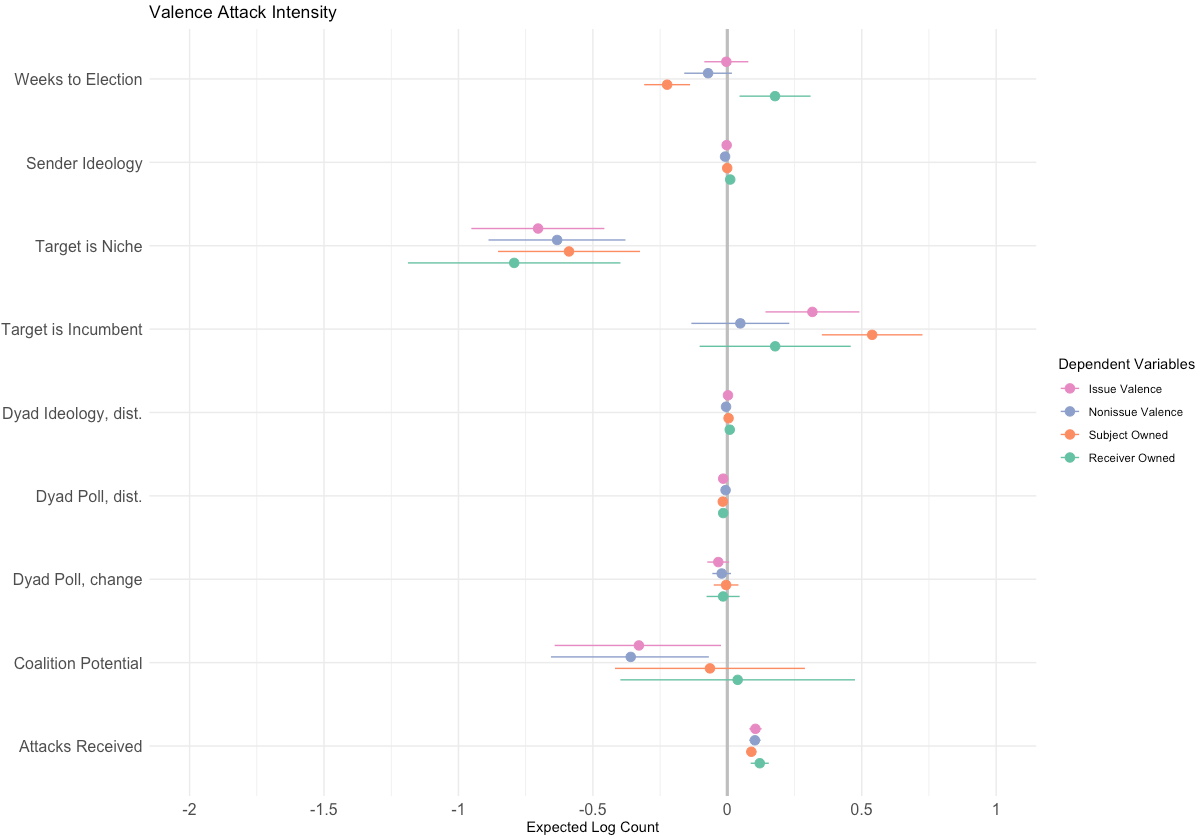 Valence Attack Intensity
Weeks to Election
Sender Ideology
Target is Niche
Target is Incumbent
Dyad Ideology, dist.
Dyad Poll, dist.
Dyad Poll, change
Coalition Potential
Attacks Received
-2 -1.5 -1 -0.5 0 0.5 1
Expected Log Count
Dependent Variables
Issue Valence
Nonissue Valence
Subject Owned
Receiver Owned